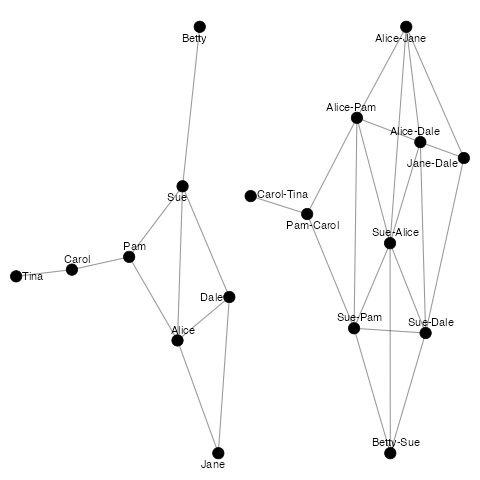 Betty
Sue
Pam
Carol
Tina
Dale
Alice
Jane
Alice-Jane
Alice-Pam
Alice-Dale
Jane-Dale
Carol-Tina
Pam-Carol
Sue-Alice
Sue-Pam
Sue-Dale
Betty-Sue